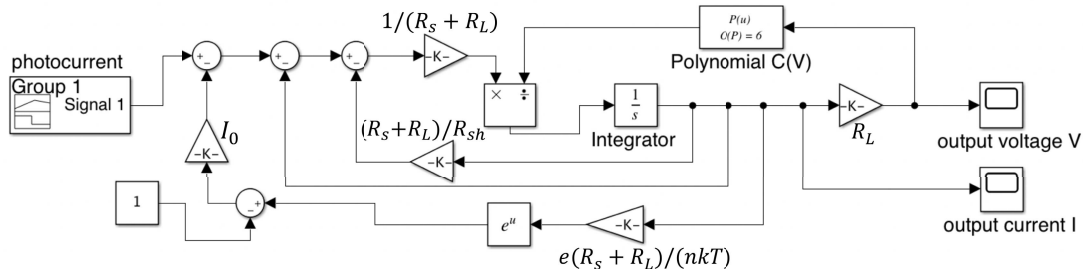 1/(R_s + R_L)
P(u)
O(P) = 6
Polynomial C(V)
photocurrent
Group 1
Signal 1
+
−
+
−
+
−
-K-
×
÷
1
s
Integrator
-K-
R_L
output voltage V
I_0
-K-
(R_s+R_L)/R_sh
-K-
output current I
1
−
+
e^u
-K-
e(R_s + R_L)/(nkT)